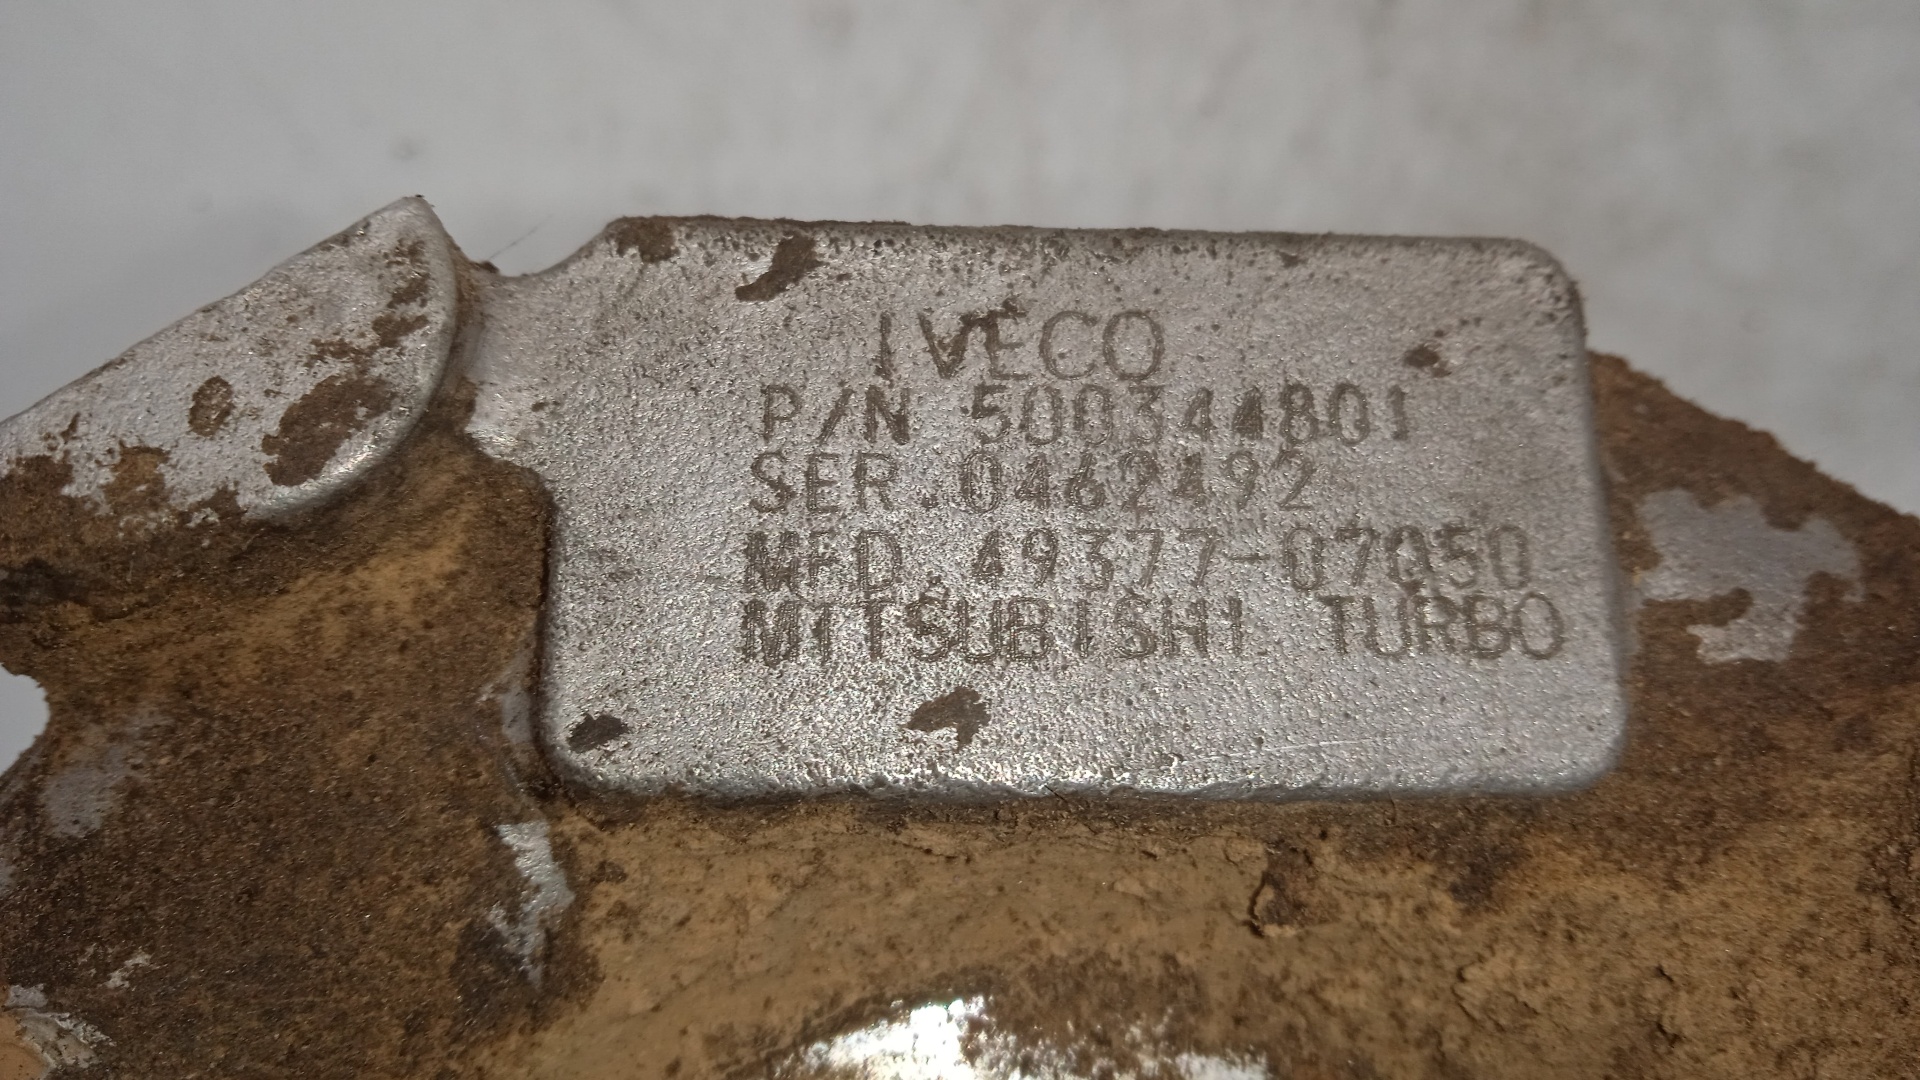 IVECO
P/N 500344801
SER.0462492
MFD.49377-07050
MITSUBISHI TURBO